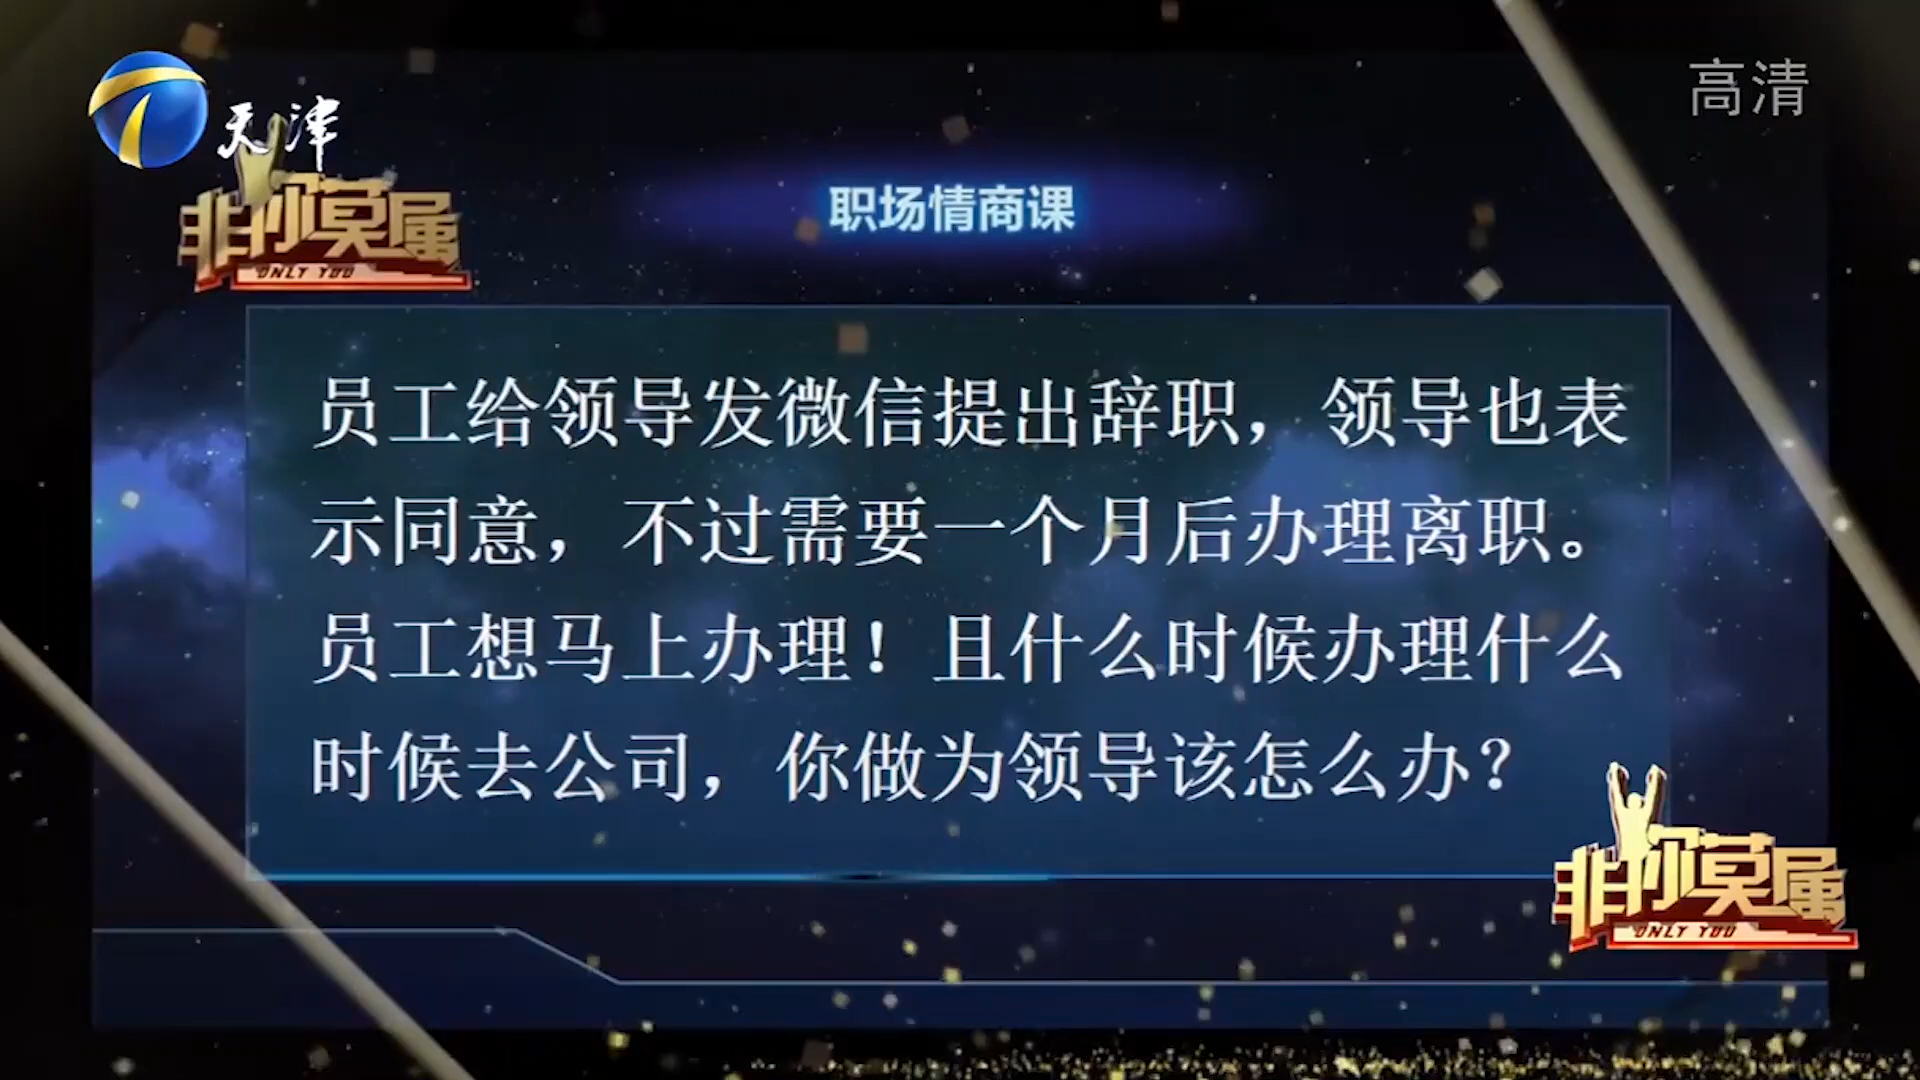 天津
高清
非你莫属
ONLY YOU
职场情商课
员工给领导发微信提出辞职，领导也表
示同意，不过需要一个月后办理离职。
员工想马上办理！且什么时候办理什么
时候去公司，你做为领导该怎么办？
非你莫属
ONLY YOU